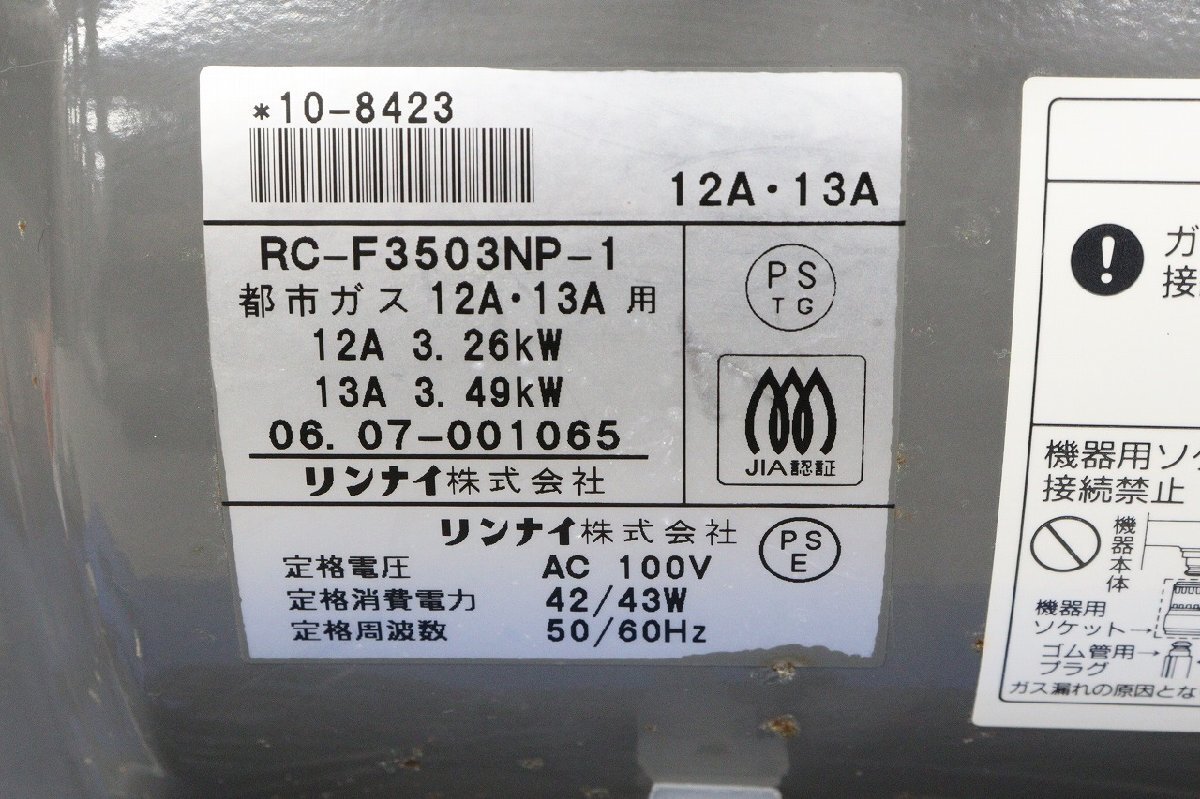 *10-8423
12A・13A
RC-F3503NP-1
都市ガス 12A・13A 用
12A 3.26kW
13A 3.49kW
06.07-001065
リンナイ株式会社
PS
TG
JIA認証
リンナイ株式会社
PS
E
定格電圧 AC 100V
定格消費電力 42/43W
定格周波数 50/60Hz
ガ
接
機器用ソケ
接続禁止
機器本体
機器用
ソケット→
ゴム管用→
プラグ
ガス漏れの原因とな